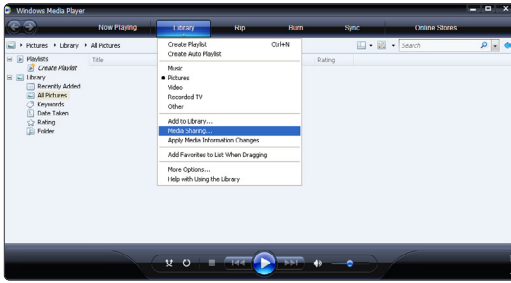 Windows Media Player
Now Playing
Library
Rip
Burn
Sync
Online Stores
Pictures
Library
All Pictures
Search
Playlists
Create Playlist
Library
Recently Added
All Pictures
Keywords
Date Taken
Rating
Folder
Title
Rating
Create Playlist Ctrl+N
Create Auto Playlist
Music
Pictures
Video
Recorded TV
Other
Add to Library...
Media Sharing...
Apply Media Information Changes
Add Favorites to List When Dragging
More Options...
Help with Using the Library